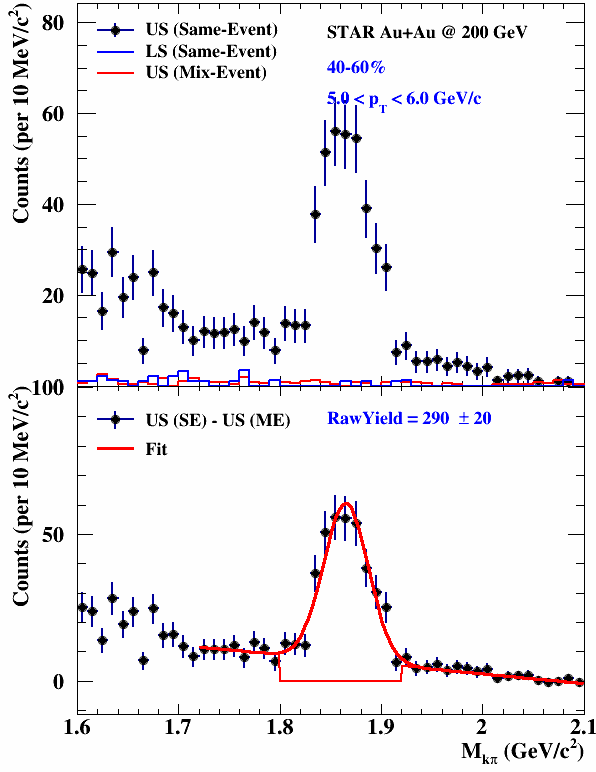 US (Same-Event)
LS (Same-Event)
US (Mix-Event)
STAR Au+Au @ 200 GeV
40-60%
5.0 < pT < 6.0 GeV/c
Counts (per 10 MeV/c2)
80
60
40
20
100
US (SE) - US (ME)
Fit
RawYield = 290 ± 20
Counts (per 10 MeV/c2)
50
0
1.6 1.7 1.8 1.9 2 2.1
Mkπ (GeV/c2)